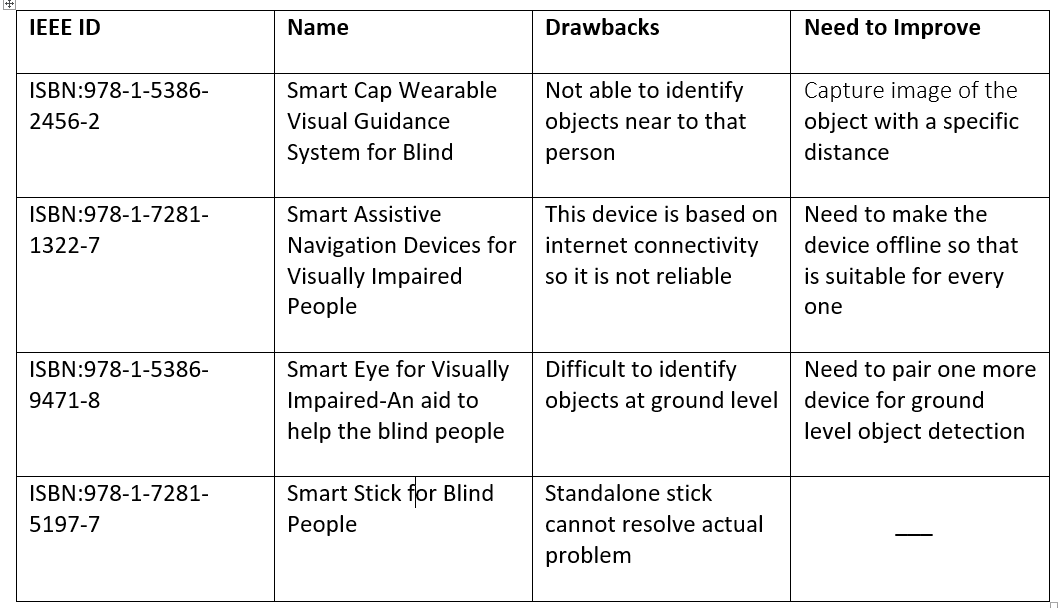 IEEE ID
Name
Drawbacks
Need to Improve
ISBN:978-1-5386-
2456-2
Smart Cap Wearable
Visual Guidance
System for Blind
Not able to identify
objects near to that
person
Capture image of the
object with a specific
distance
ISBN:978-1-7281-
1322-7
Smart Assistive
Navigation Devices for
Visually Impaired
People
This device is based on
internet connectivity
so it is not reliable
Need to make the
device offline so that
is suitable for every
one
ISBN:978-1-5386-
9471-8
Smart Eye for Visually
Impaired-An aid to
help the blind people
Difficult to identify
objects at ground level
Need to pair one more
device for ground
level object detection
ISBN:978-1-7281-
5197-7
Smart Stick for Blind
People
Standalone stick
cannot resolve actual
problem